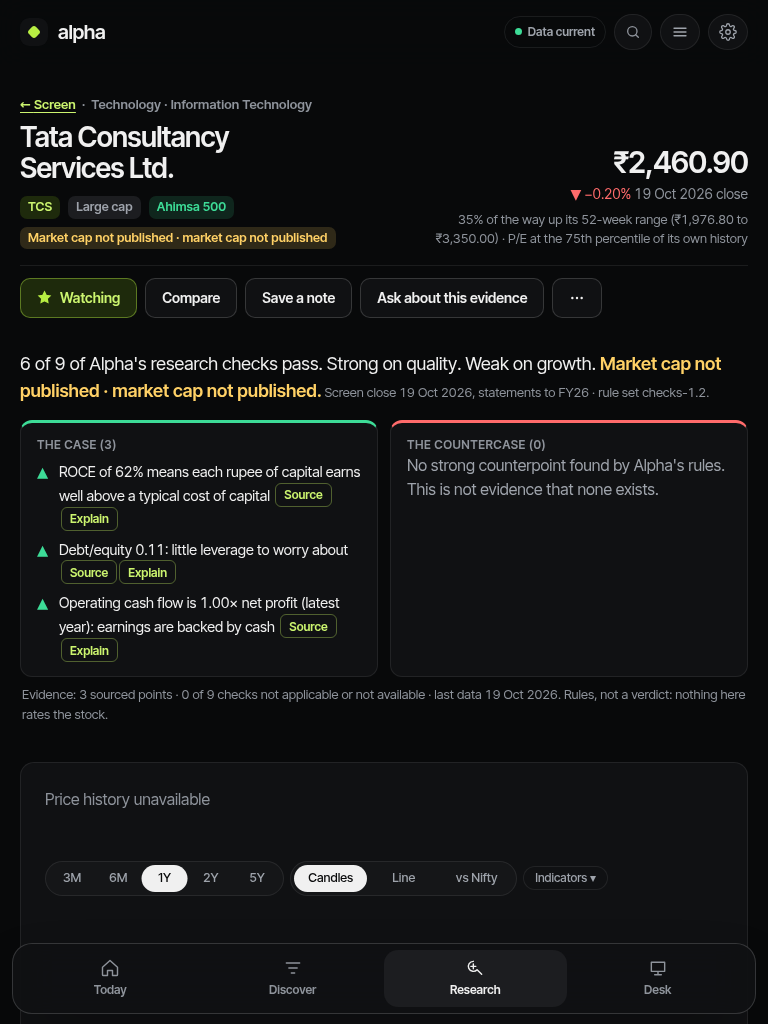 alpha
Data current
← Screen · Technology · Information Technology
Tata Consultancy
Services Ltd.
TCS
Large cap
Ahimsa 500
Market cap not published · market cap not published
₹2,460.90
▼ −0.20% 19 Oct 2026 close
35% of the way up its 52-week range (₹1,976.80 to
₹3,350.00) · P/E at the 75th percentile of its own history
★ Watching
Compare
Save a note
Ask about this evidence
···
6 of 9 of Alpha's research checks pass. Strong on quality. Weak on growth. Market cap not
published · market cap not published. Screen close 19 Oct 2026, statements to FY26 · rule set checks-1.2.
THE CASE (3)
▲ ROCE of 62% means each rupee of capital earns
well above a typical cost of capital Source
Explain
▲ Debt/equity 0.11: little leverage to worry about
Source Explain
▲ Operating cash flow is 1.00× net profit (latest
year): earnings are backed by cash Source
Explain
THE COUNTERCASE (0)
No strong counterpoint found by Alpha's rules.
This is not evidence that none exists.
Evidence: 3 sourced points · 0 of 9 checks not applicable or not available · last data 19 Oct 2026. Rules, not a verdict: nothing here
rates the stock.
Price history unavailable
3M 6M 1Y 2Y 5Y
Candles Line vs Nifty
Indicators ▾
Today
Discover
Research
Desk